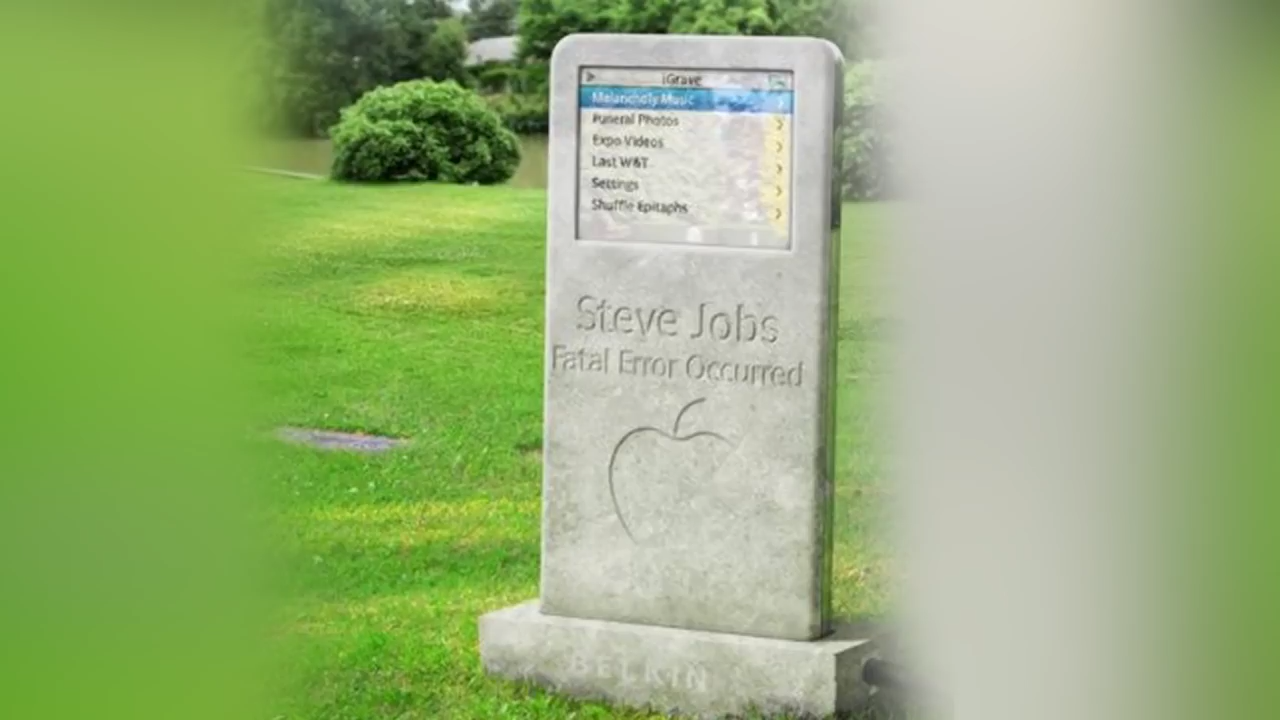 iGrave
Melancholy Music
Funeral Photos
Expo Videos
Last W&T
Settings
Shuffle Epitaphs
Steve Jobs
Fatal Error Occurred
BELKIN